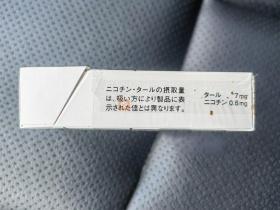 ニコチン・タールの摂取量
は、吸い方により製品に表
示された値とは異なります。
タール 7mg
ニコチン 0.6mg